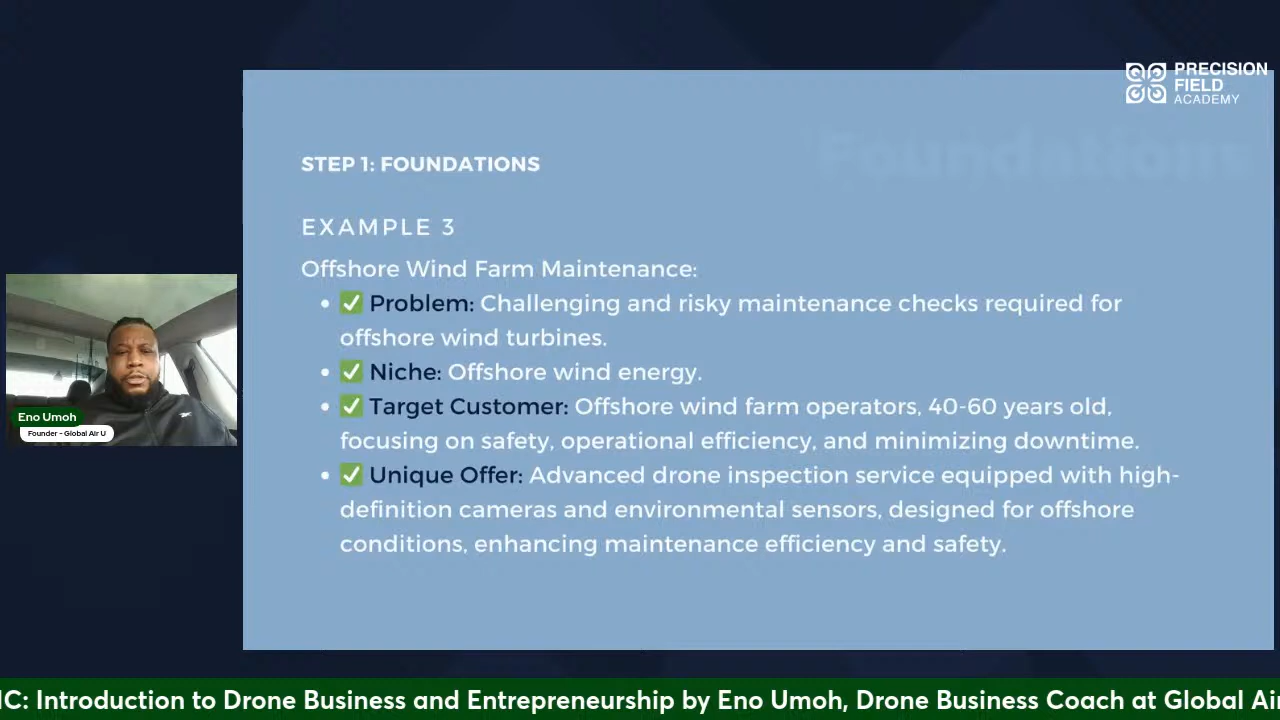 PRECISION
FIELD
ACADEMY
Foundations
STEP 1: FOUNDATIONS
EXAMPLE 3
Offshore Wind Farm Maintenance:
• ✅ Problem: Challenging and risky maintenance checks required for
offshore wind turbines.
• ✅ Niche: Offshore wind energy.
• ✅ Target Customer: Offshore wind farm operators, 40-60 years old,
focusing on safety, operational efficiency, and minimizing downtime.
• ✅ Unique Offer: Advanced drone inspection service equipped with high-
definition cameras and environmental sensors, designed for offshore
conditions, enhancing maintenance efficiency and safety.
Eno Umoh
Founder - Global Air U
IC: Introduction to Drone Business and Entrepreneurship by Eno Umoh, Drone Business Coach at Global Air